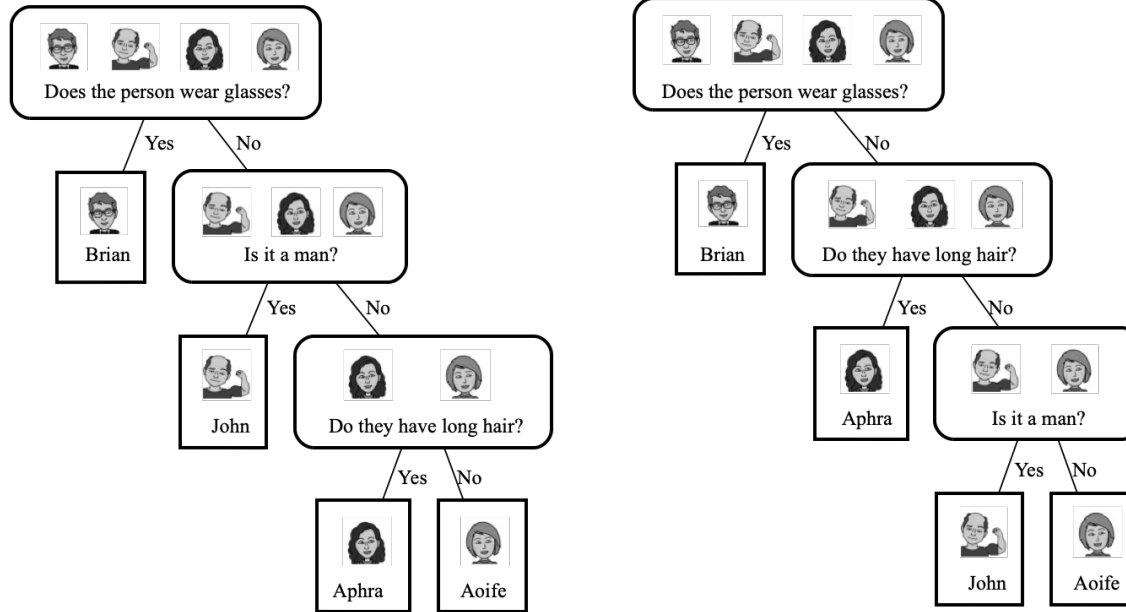 Does the person wear glasses?
Yes
No
Brian
Is it a man?
Yes
No
John
Do they have long hair?
Yes
No
Aphra
Aoife
Does the person wear glasses?
Yes
No
Brian
Do they have long hair?
Yes
No
Aphra
Is it a man?
Yes
No
John
Aoife